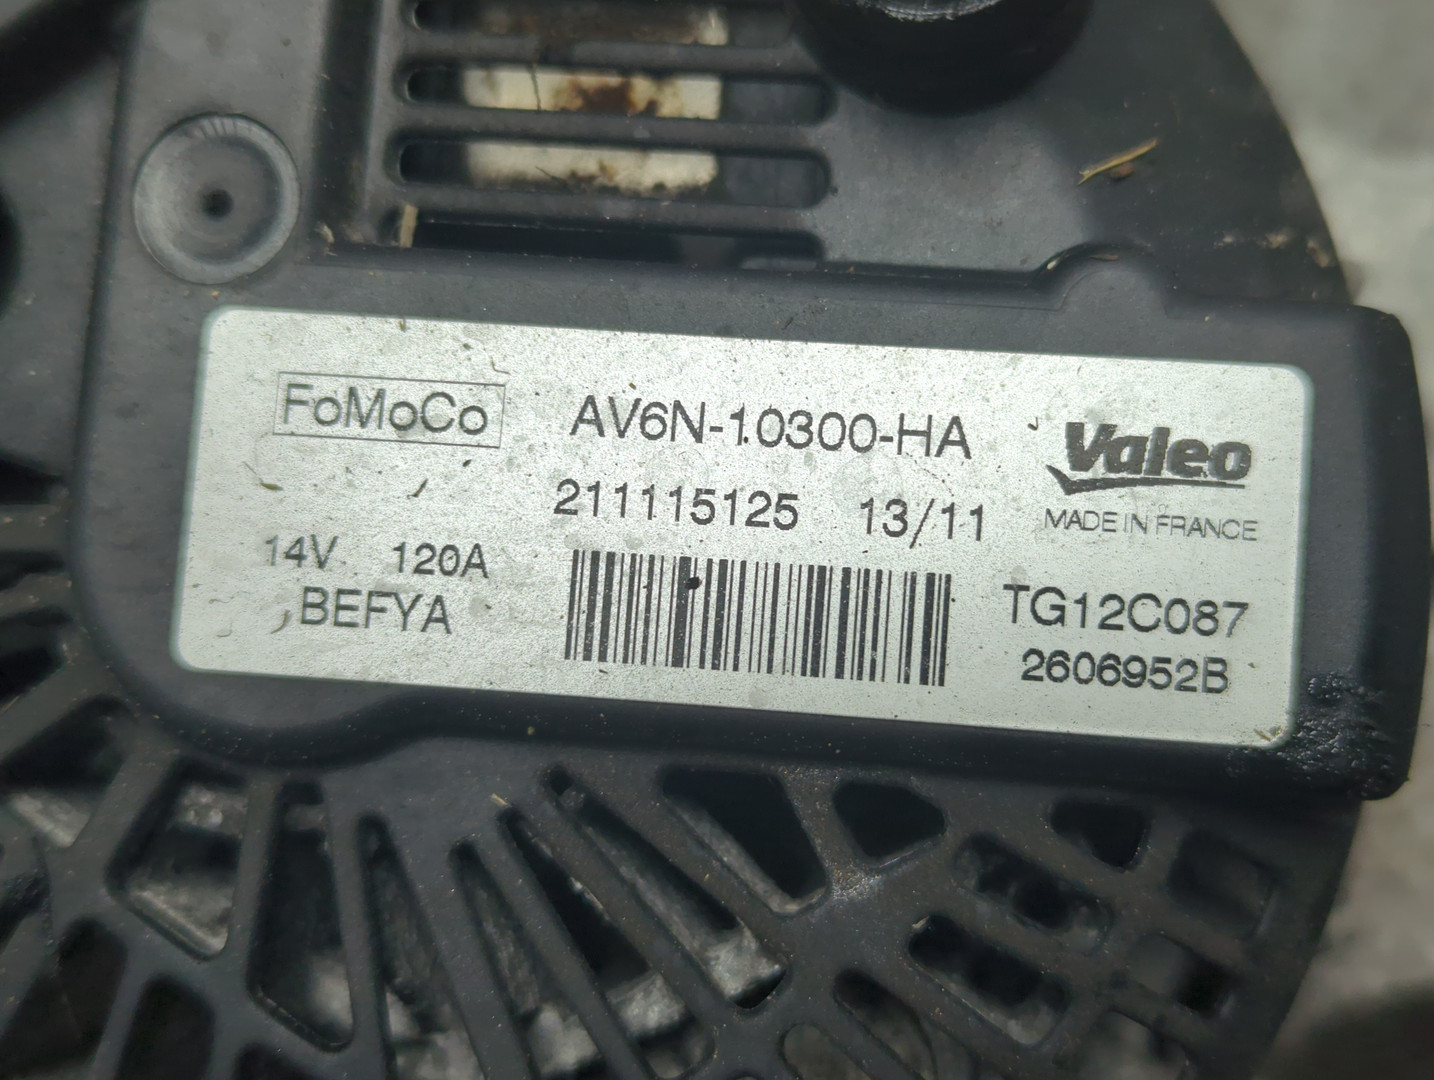 FoMoCo AV6N-10300-HA Valeo
211115125 13/11 MADE IN FRANCE
14V 120A
BEFYA TG12C087
2606952B